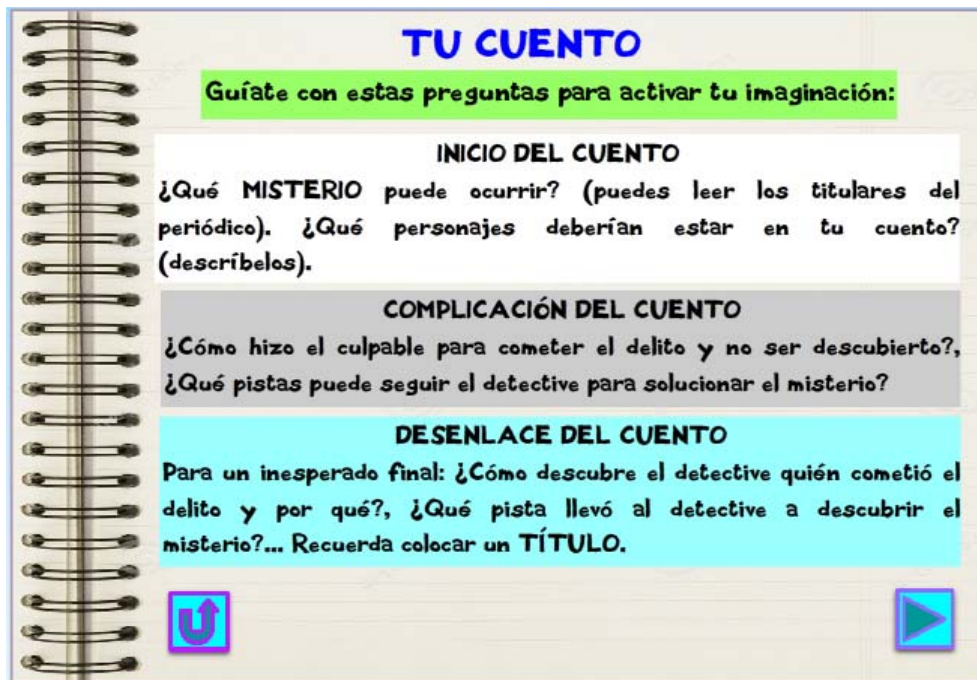 TU CUENTO
Guíate con estas preguntas para activar tu imaginación:
INICIO DEL CUENTO
¿Qué MISTERIO puede ocurrir? (puedes leer los titulares del
periódico). ¿Qué personajes deberían estar en tu cuento?
(descríbelos).
COMPLICACIÓN DEL CUENTO
¿Cómo hizo el culpable para cometer el delito y no ser descubierto?,
¿Qué pistas puede seguir el detective para solucionar el misterio?
DESENLACE DEL CUENTO
Para un inesperado final: ¿Cómo descubre el detective quién cometió el
delito y por qué?, ¿Qué pista llevó al detective a descubrir el
misterio?... Recuerda colocar un TÍTULO.